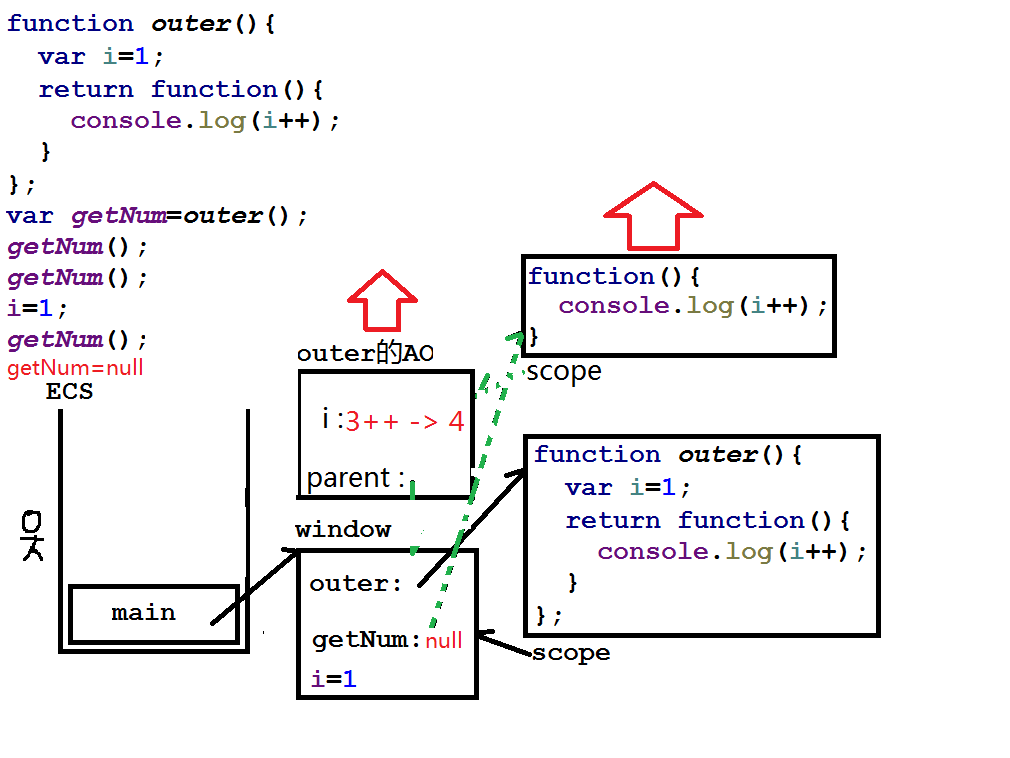 function outer(){
var i=1;
return function(){
console.log(i++);
}
};
var getNum=outer();
getNum();
getNum();
i=1;
getNum();
getNum=null
ECS
main
outer的AO
i :3++ -> 4
parent :
window
outer:
getNum:null
i=1
function(){
console.log(i++);
}
scope
function outer(){
var i=1;
return function(){
console.log(i++);
}
};
scope